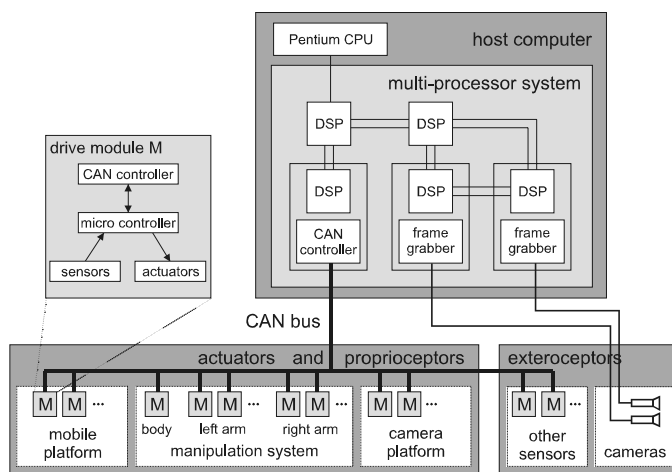 Pentium CPU
host computer
multi-processor system
DSP
DSP
DSP
DSP
DSP
CAN
controller
frame
grabber
frame
grabber
drive module M
CAN controller
micro controller
sensors
actuators
CAN bus
actuators and proprioceptors
exteroceptors
M M ...
M M M ... M M ...
M M ...
M M ...
mobile
platform
body
left arm
right arm
manipulation system
camera
platform
other
sensors
cameras